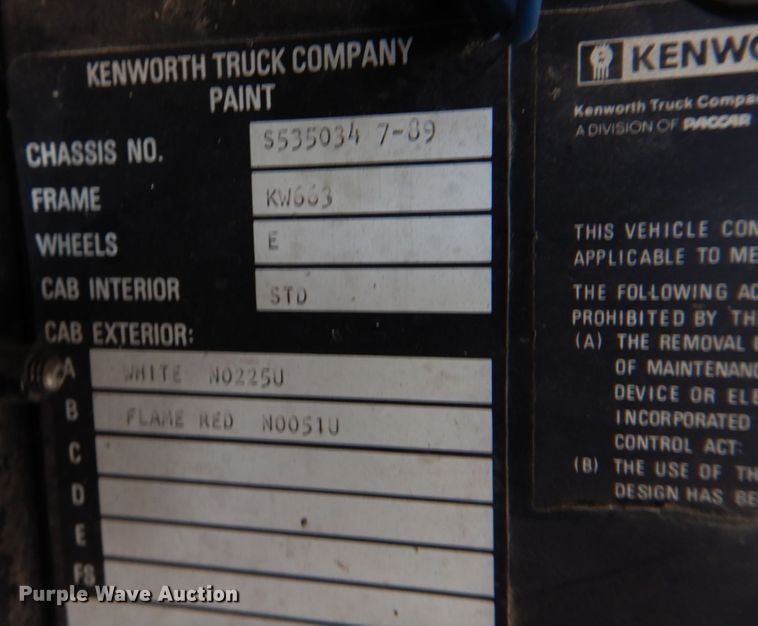 KENWORTH TRUCK COMPANY
PAINT
CHASSIS NO. S535034 7-89
FRAME KW663
WHEELS E
CAB INTERIOR STD
CAB EXTERIOR:
A WHITE N0225U
B FLAME RED N0051U
C
D
E
FS
KENWO
Kenworth Truck Compa
A DIVISION OF PACCAR
THIS VEHICLE CON
APPLICABLE TO ME
THE FOLLOWING AC
PROHIBITED BY TH
(A) THE REMOVAL
OF MAINTENANC
DEVICE OR ELE
INCORPORATED
CONTROL ACT:
(B) THE USE OF TH
DESIGN HAS BE
Purple Wave Auction